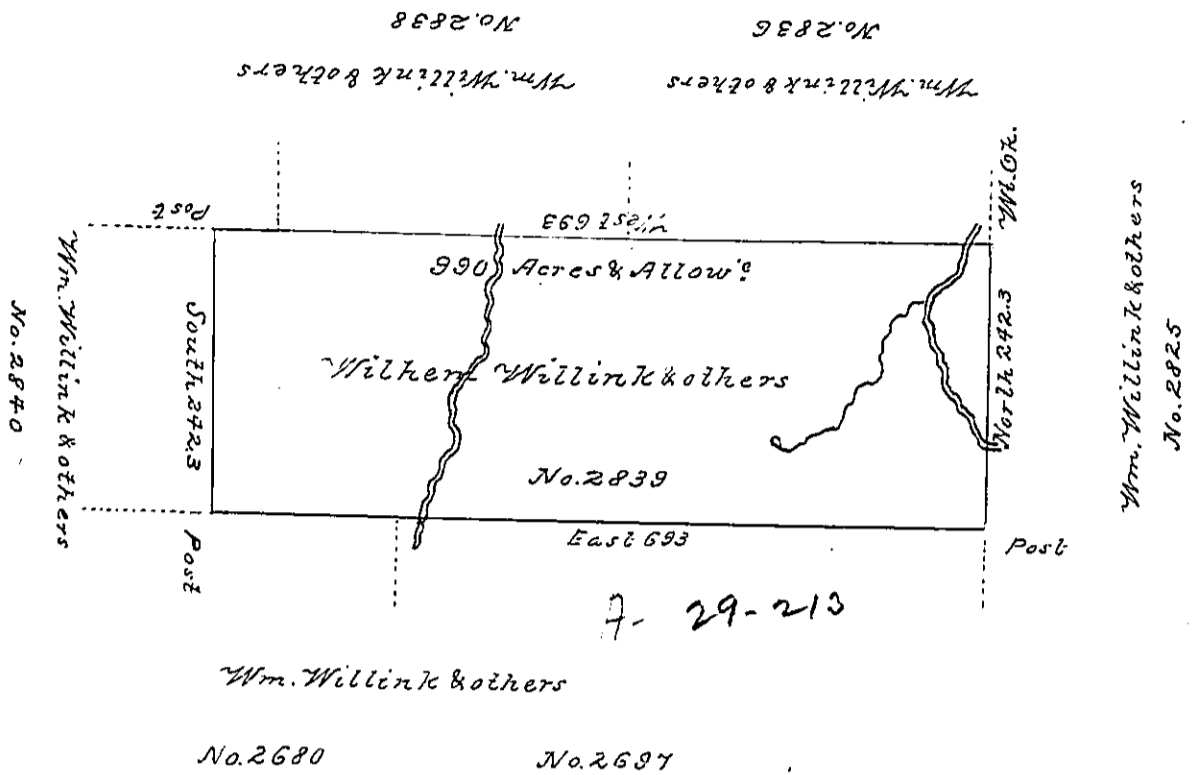 No. 2838
Wm. Willink & others
No. 2836
Wm. Willink & others
Wi. Ok.
Post
West 693
990 Acres & Allow.ͨ
Wilhem Willink & others
No. 2839
South 242.3
North 242.3
East 693
Post
Post
Wm. Willink & others
No. 2840
Wm. Willink & others
No. 2825
A- 29-213
Wm. Willink & others
No. 2680
No. 2697